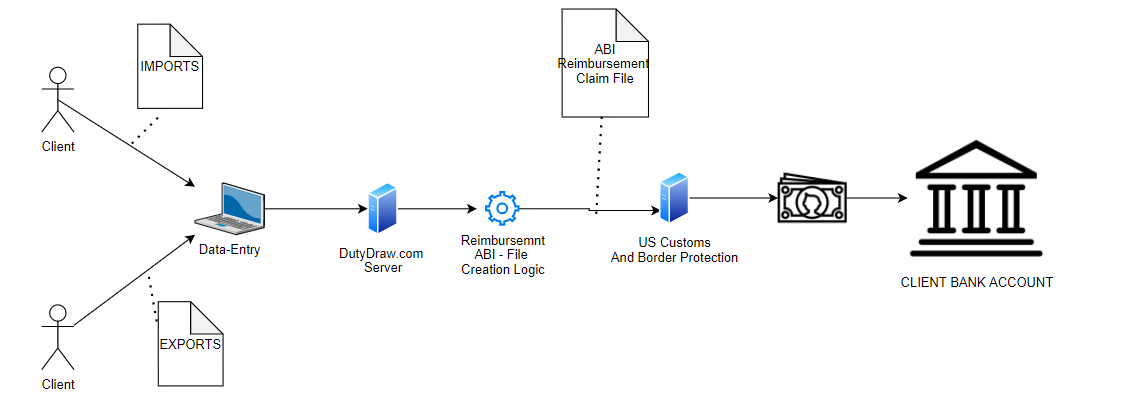 IMPORTS
Client
Data-Entry
EXPORTS
Client
DutyDraw.com
Server
Reimbursemnt
ABI - File
Creation Logic
ABI
Reimbursement
Claim File
US Customs
And Border Protection
CLIENT BANK ACCOUNT